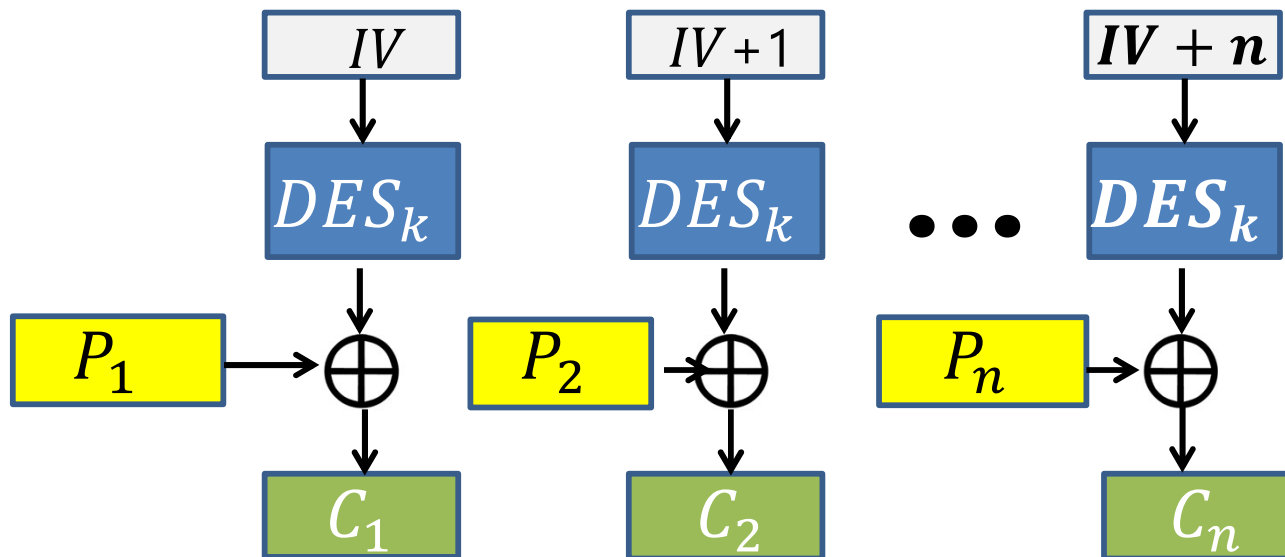 IV
IV + 1
IV + n
DES_k
DES_k
• • •
DES_k
P_1
P_2
P_n
C_1
C_2
C_n